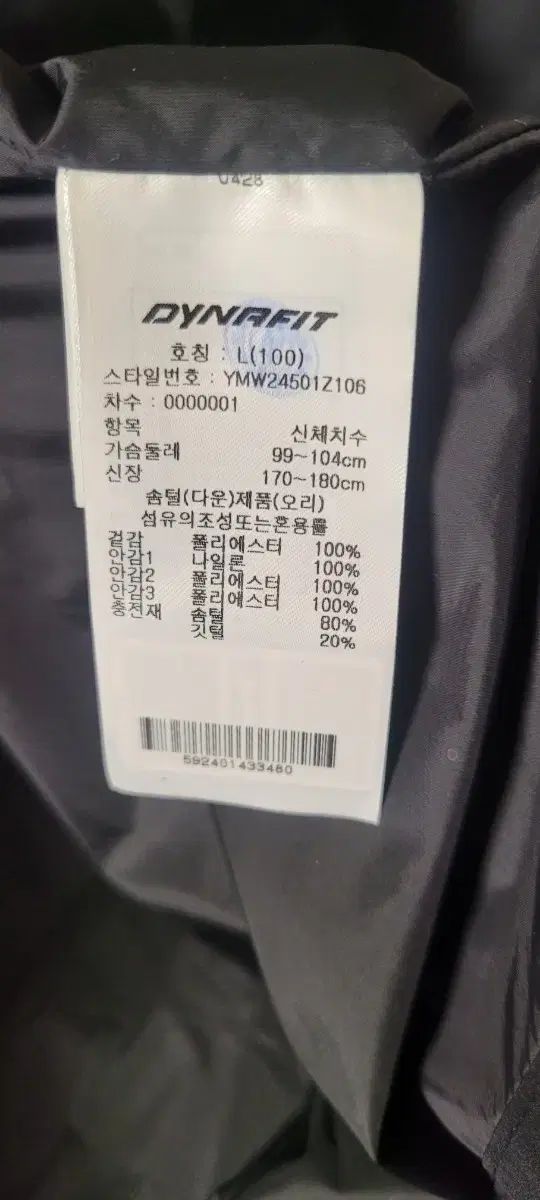 0428
DYNAFIT
호칭 : L(100)
스타일번호 : YMW24501Z106
차수 : 0000001
항목 신체치수
가슴둘레 99~104cm
신장 170~180cm
솜털(다운)제품(오리)
섬유의조성또는혼용률
겉감 폴리에스터 100%
안감1 나일론 100%
안감2 폴리에스터 100%
안감3 폴리에스터 100%
충전재 솜털 80%
깃털 20%
592401433480